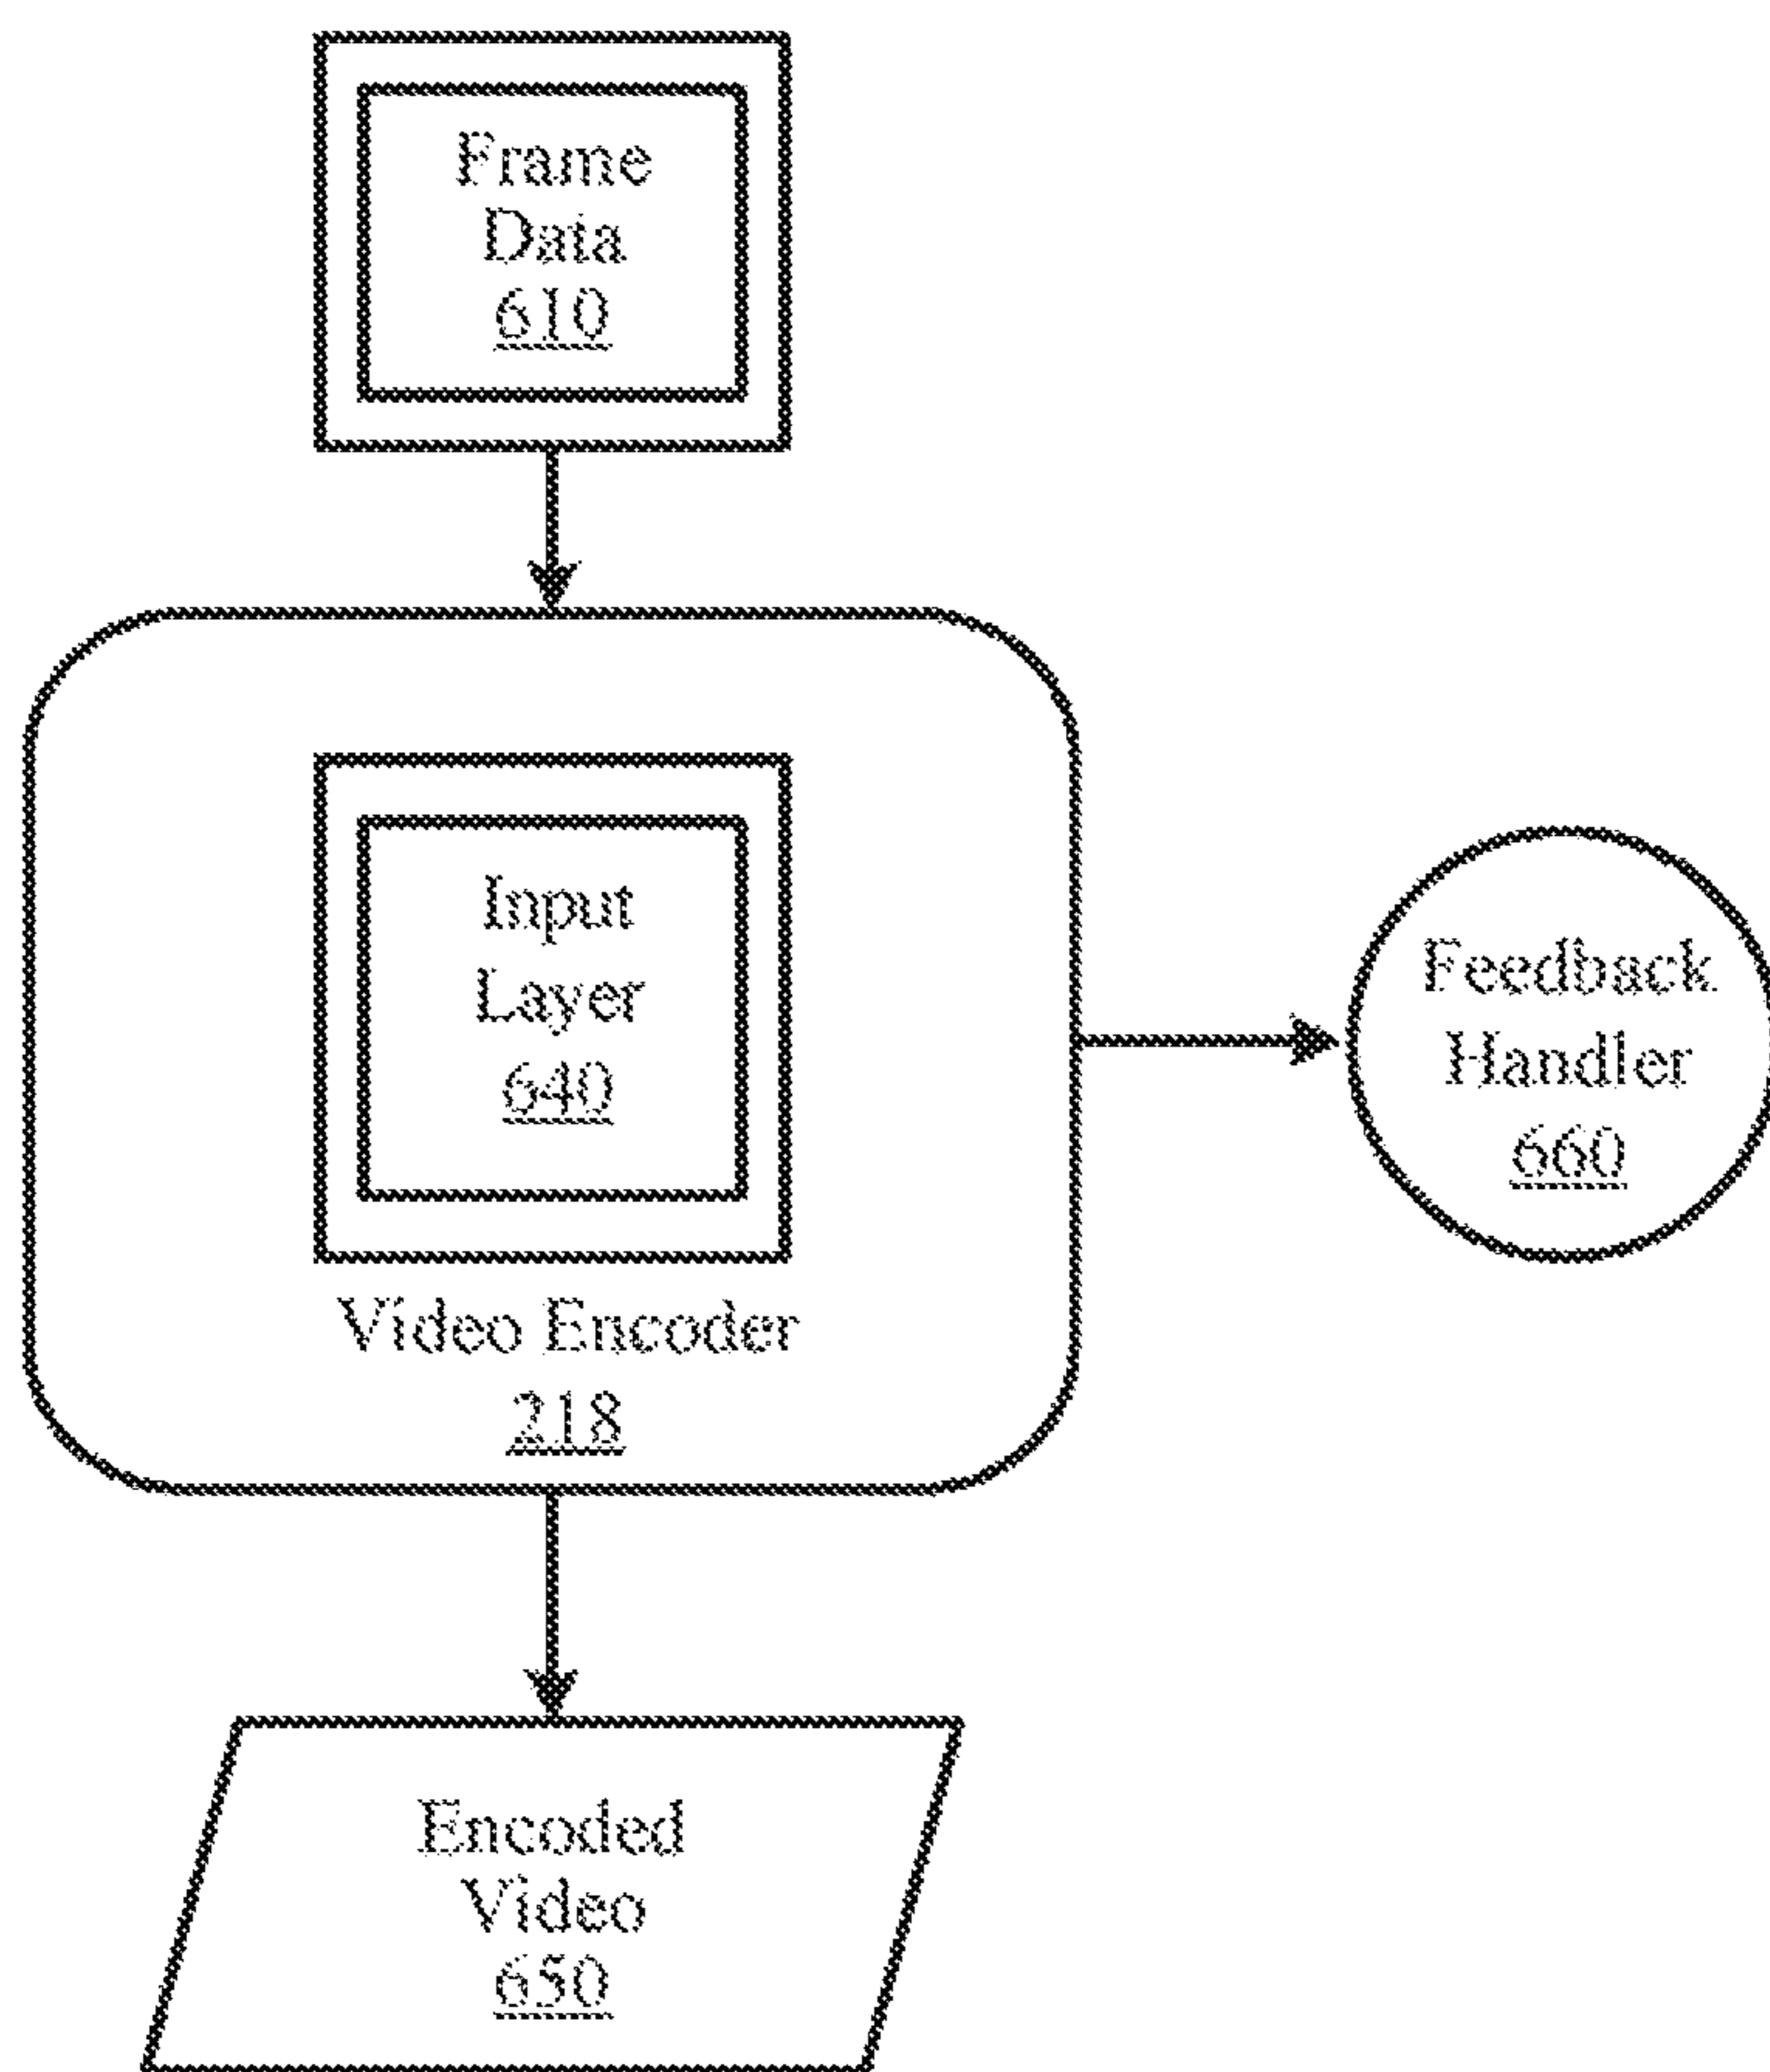 Frame
Data
610
Input
Layer
640
Video Encoder
218
Feedback
Handler
660
Encoded
Video
650